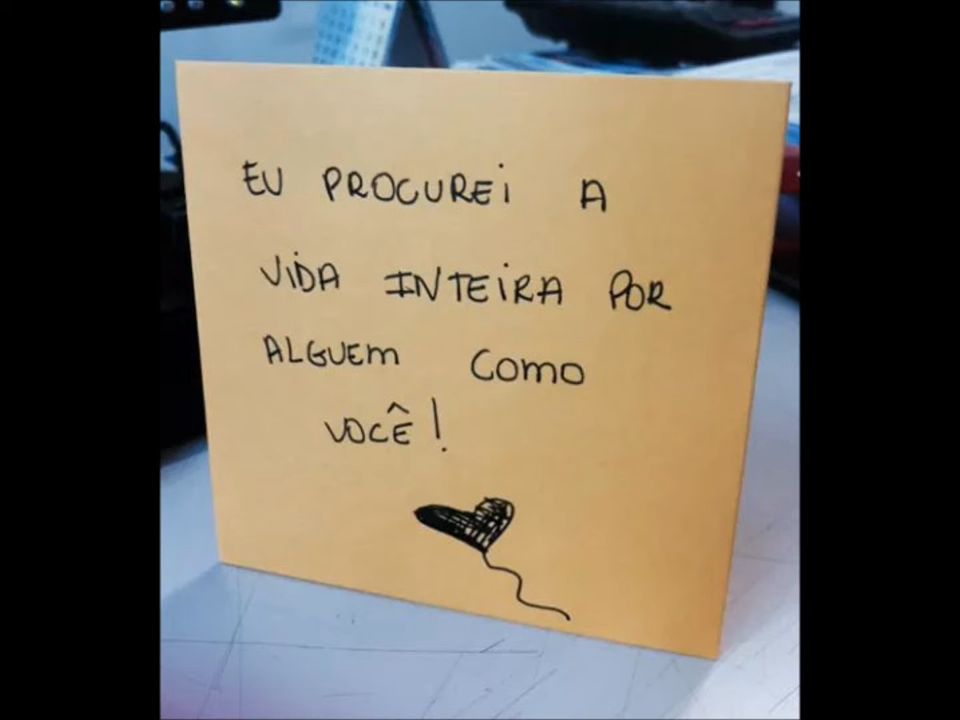 EU PROCUREi A
ViDA INTEiRA POR
ALGUEm Como
VOCÊ!